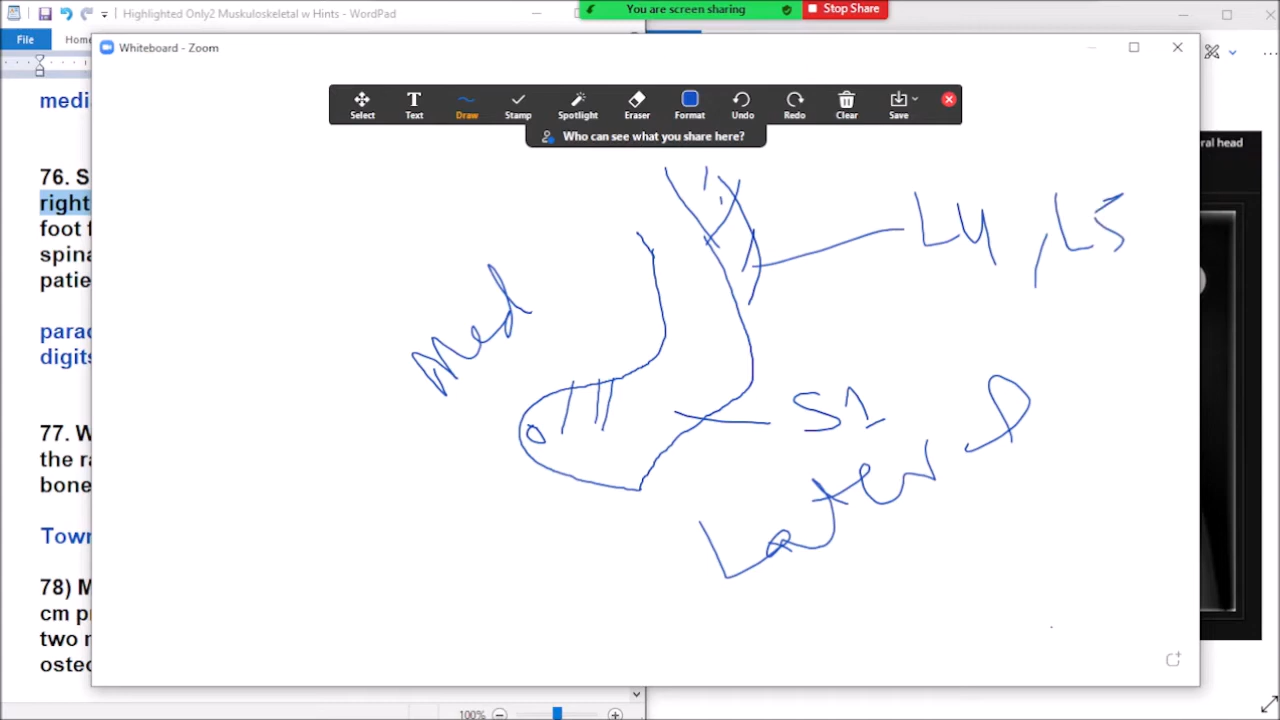 Highlighted Only2 Muskuloskeletal w Hints - WordPad
You are screen sharing
Stop Share
File
Home
Whiteboard - Zoom
Select
Text
Draw
Stamp
Spotlight
Eraser
Format
Undo
Redo
Clear
Save
Who can see what you share here?
medi
ral head
76. S
right
foot f
spina
patie
L4, L5
Med
parac
digits
S1
Lateral
77. W
the ra
bone
Town
78) M
cm p
two
osteo
100%